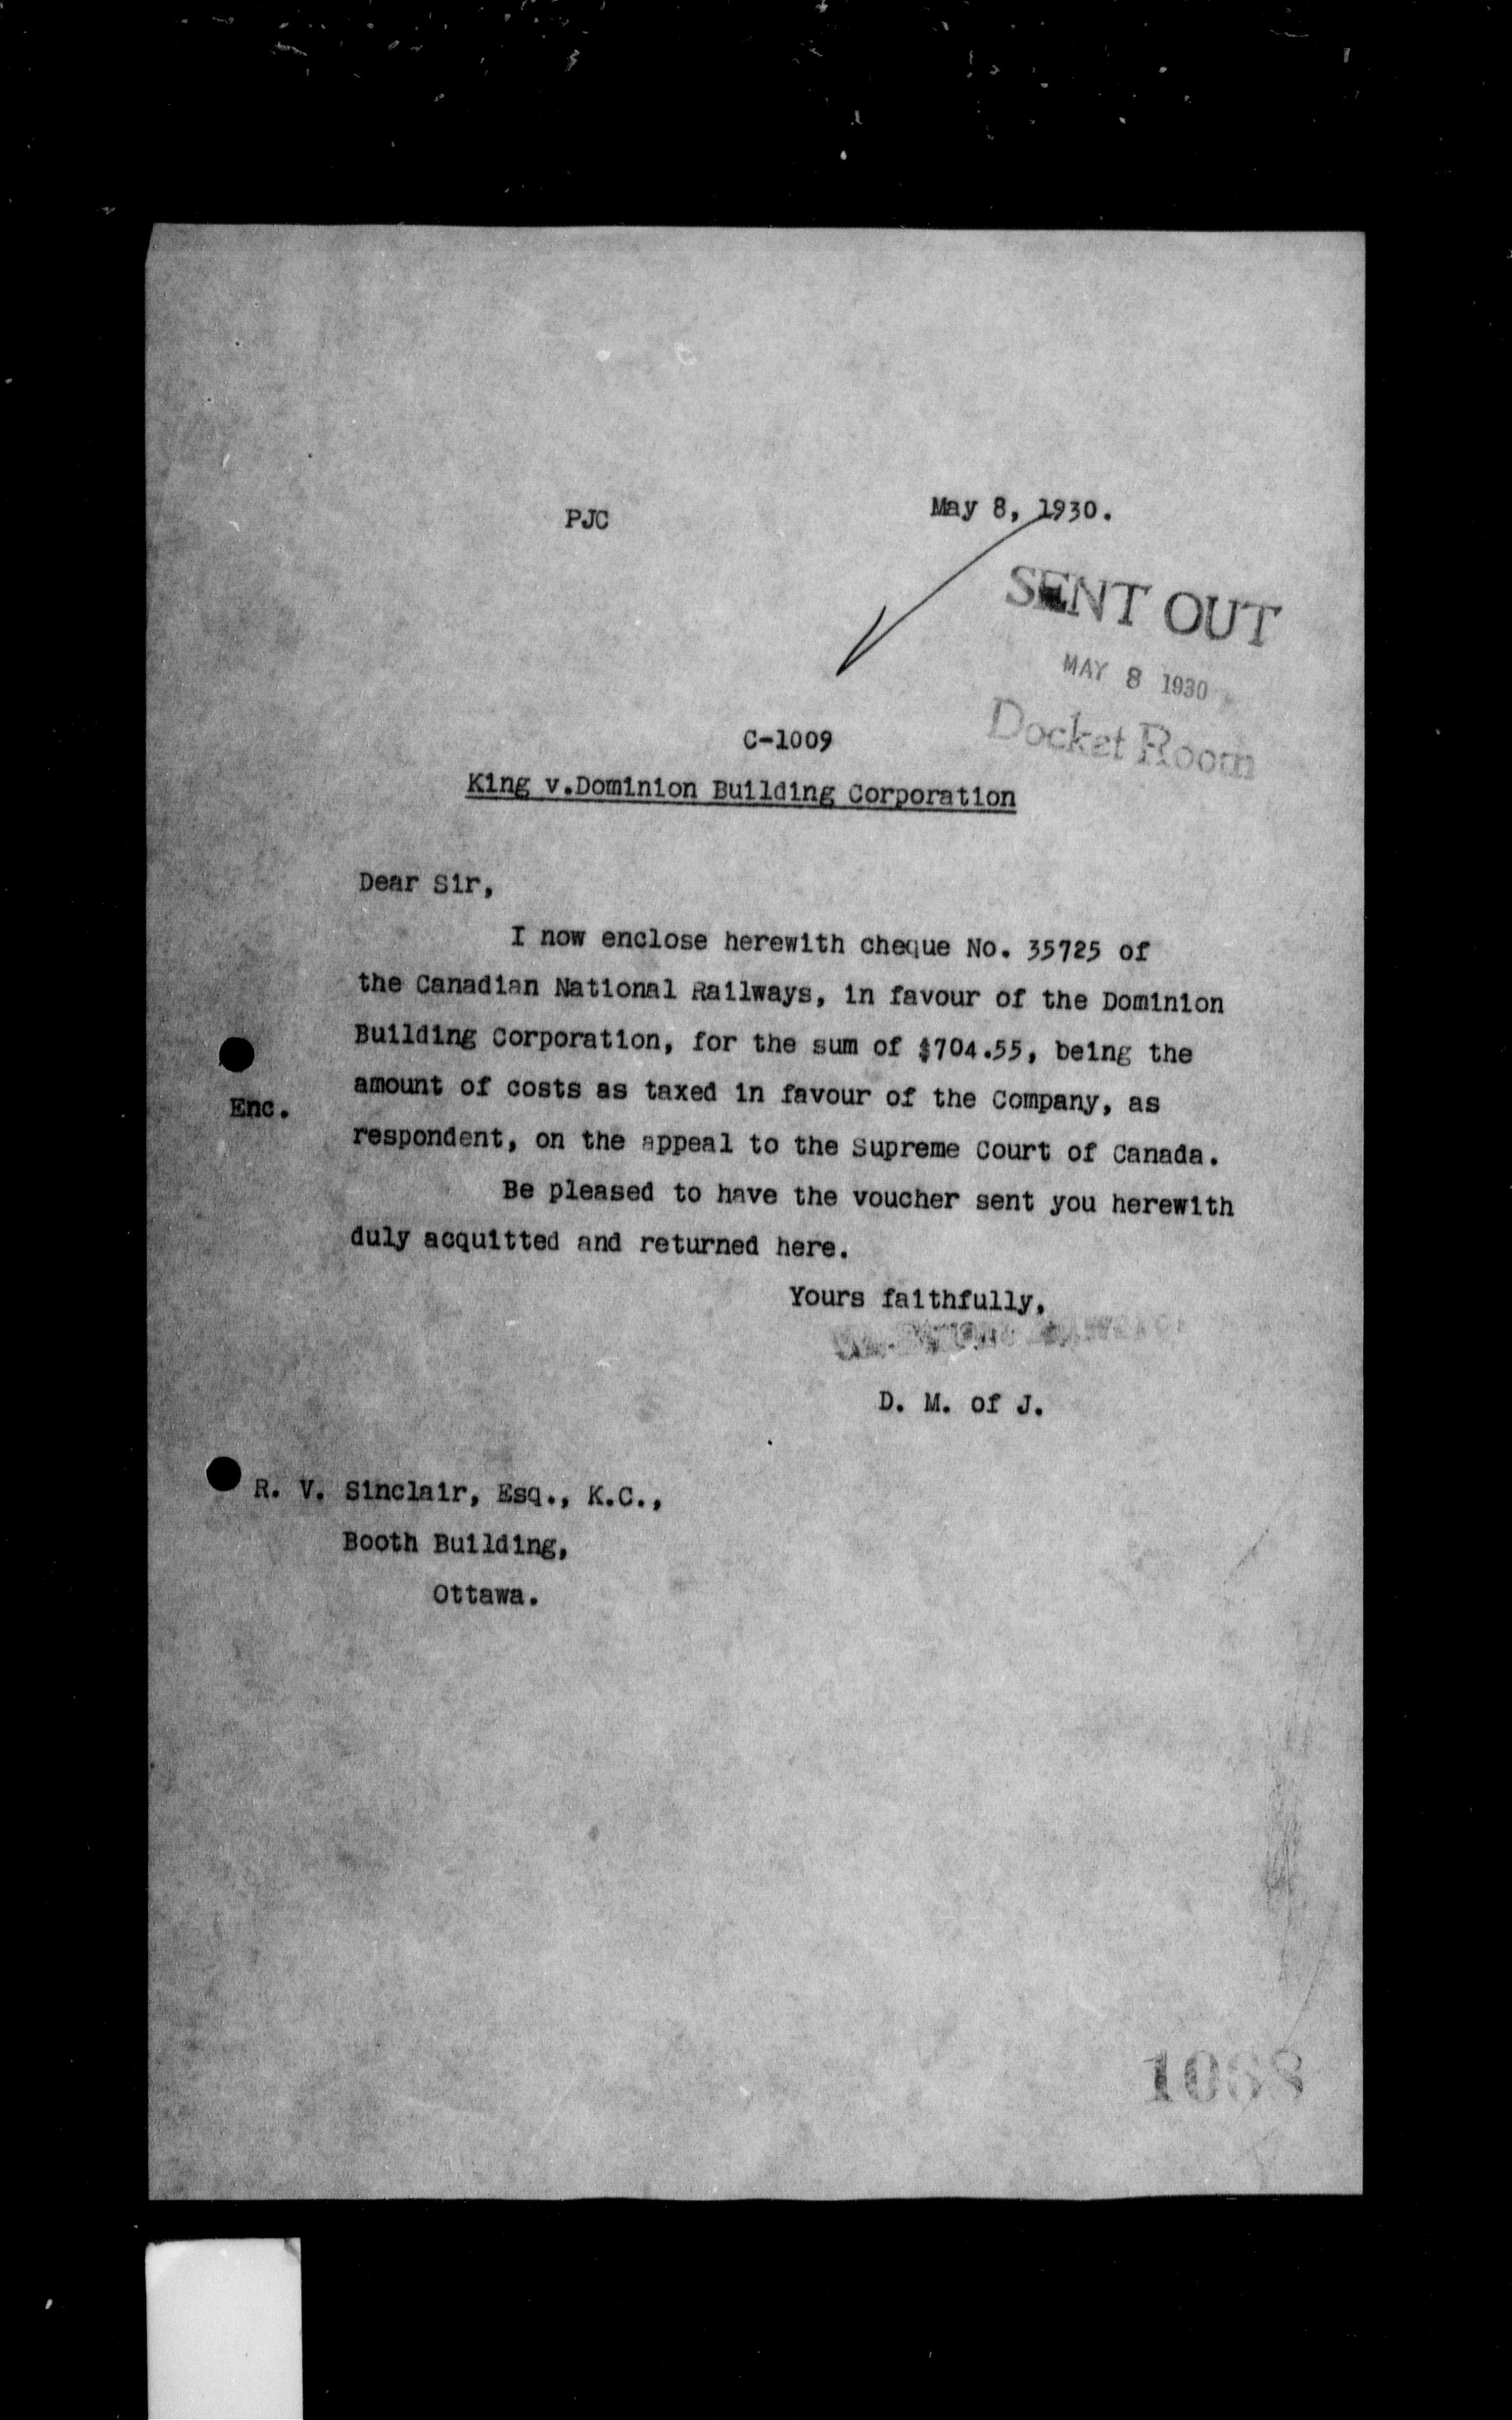 PJC
May 8, 1930.
SENT OUT
MAY 8 1930
Docket Room
C-1009
King v.Dominion Building Corporation
Dear Sir,
I now enclose herewith cheque No. 35725 of
the Canadian National Railways, in favour of the Dominion
Building Corporation, for the sum of $704.55, being the
amount of costs as taxed in favour of the Company, as
Enc.
respondent, on the appeal to the Supreme Court of Canada.
Be pleased to have the voucher sent you herewith
duly acquitted and returned here.
Yours faithfully,
D. M. of J.
R. V. Sinclair, Esq., K.C.,
Booth Building,
Ottawa.
1068